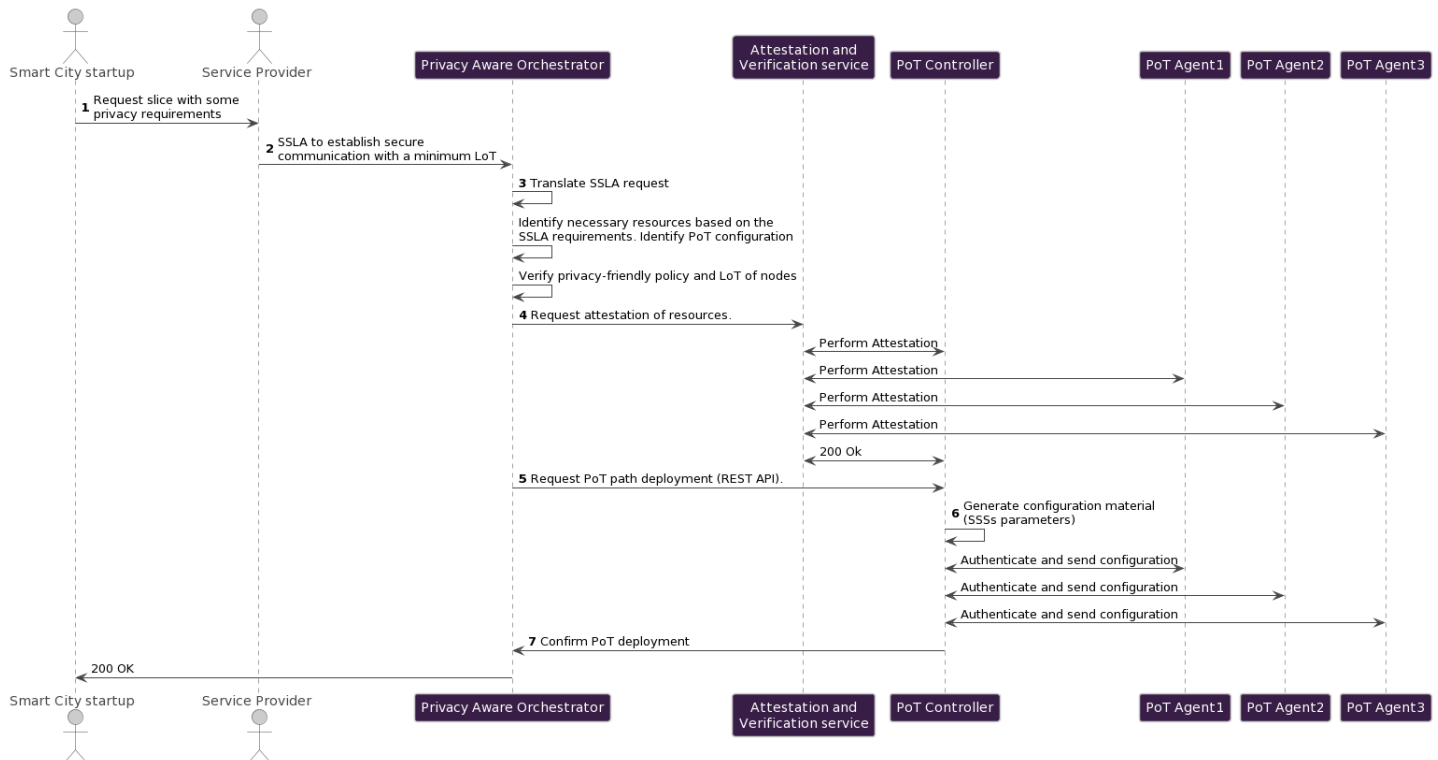 Smart City startup
Service Provider
Privacy Aware Orchestrator
Attestation and
Verification service
PoT Controller
PoT Agent1
PoT Agent2
PoT Agent3
1 Request slice with some
privacy requirements
2 SSLA to establish secure
communication with a minimum LoT
3 Translate SSLA request
Identify necessary resources based on the
SSLA requirements. Identify PoT configuration
Verify privacy-friendly policy and LoT of nodes
4 Request attestation of resources.
Perform Attestation
Perform Attestation
Perform Attestation
Perform Attestation
200 Ok
5 Request PoT path deployment (REST API).
6 Generate configuration material
(SSSs parameters)
Authenticate and send configuration
Authenticate and send configuration
Authenticate and send configuration
7 Confirm PoT deployment
200 OK
Smart City startup
Service Provider
Privacy Aware Orchestrator
Attestation and
Verification service
PoT Controller
PoT Agent1
PoT Agent2
PoT Agent3